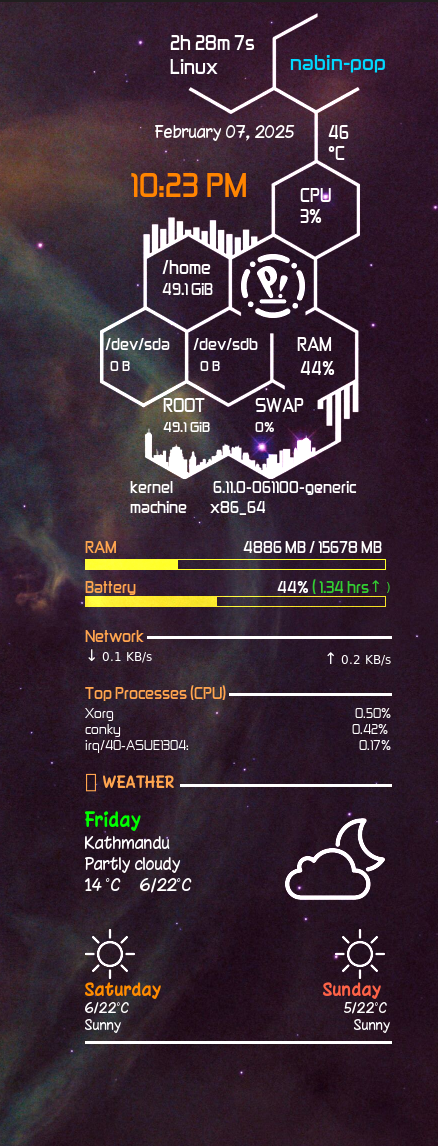 2h 28m 7s
Linux
nabin-pop
February 07, 2025
46
°C
10:23 PM
CPU
3%
/home
49.1 GiB
P!
/dev/sda
0 B
/dev/sdb
0 B
RAM
44%
ROOT
49.1 GiB
SWAP
0%
kernel 6.11.0-061100-generic
machine x86_64
RAM 4886 MB / 15678 MB
Battery 44% ( 1.34 hrs↑ )
Network
↓ 0.1 KB/s ↑ 0.2 KB/s
Top Processes (CPU)
Xorg 0.50%
conky 0.42%
irq/40-ASUE1304: 0.17%
WEATHER
Friday
Kathmandu
Partly cloudy
14 °C 6/22°C
Saturday
6/22°C
Sunny
Sunday
5/22°C
Sunny